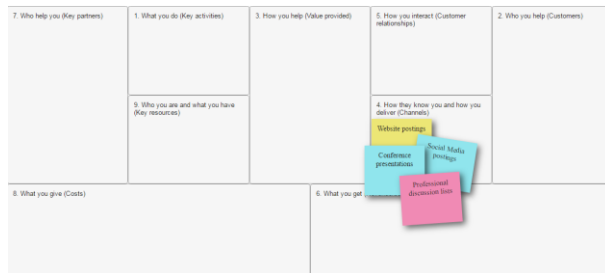 7. Who help you (Key partners)
1. What you do (Key activities)
3. How you help (Value provided)
5. How you interact (Customer
relationships)
2. Who you help (Customers)
9. Who you are and what you have
(Key resources)
4. How they know you and how you
deliver (Channels)
Website postings
Social Mafia
postings
Conference
presentations
Professional
discussion lists
8. What you give (Costs)
6. What you get